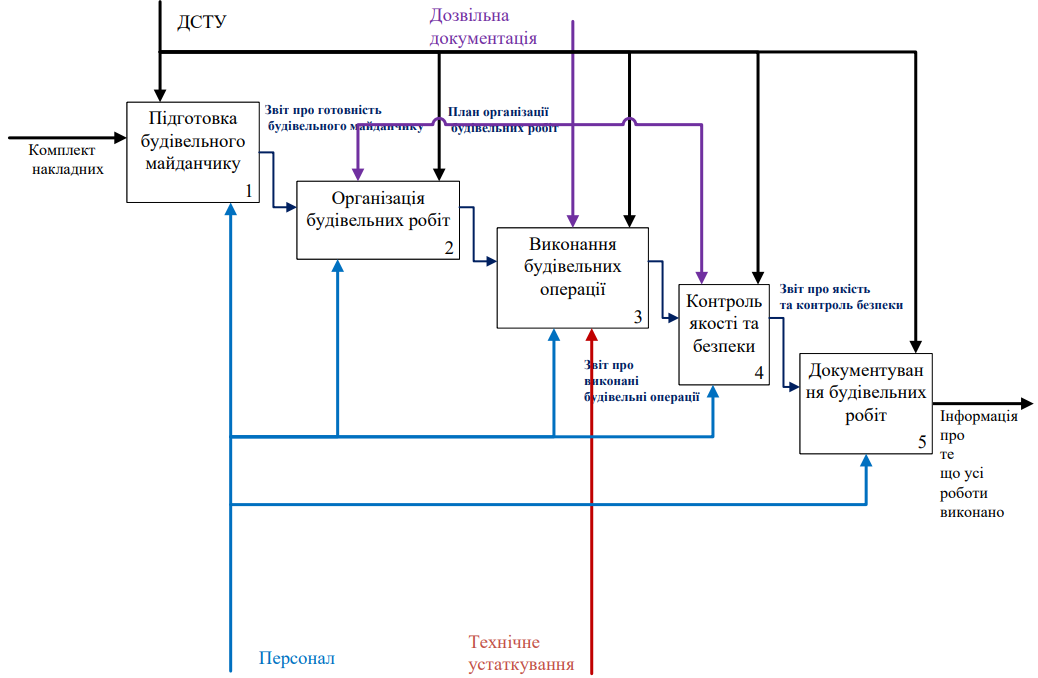 ДСТУ
Дозвільна
документація
Звіт про готовність
будівельного майданчику
План організації
будівельних робіт
Підготовка
будівельного
майданчику
1
Комплект
накладних
Організація
будівельних робіт
2
Виконання
будівельних
операції
3
Контроль
якості та
безпеки
4
Звіт про якість
та контроль безпеки
Звіт про
виконані
будівельні операції
Документуван
ня будівельних
робіт
5
Інформація
про
те
що усі
роботи
виконано
Персонал
Технічне
устаткування